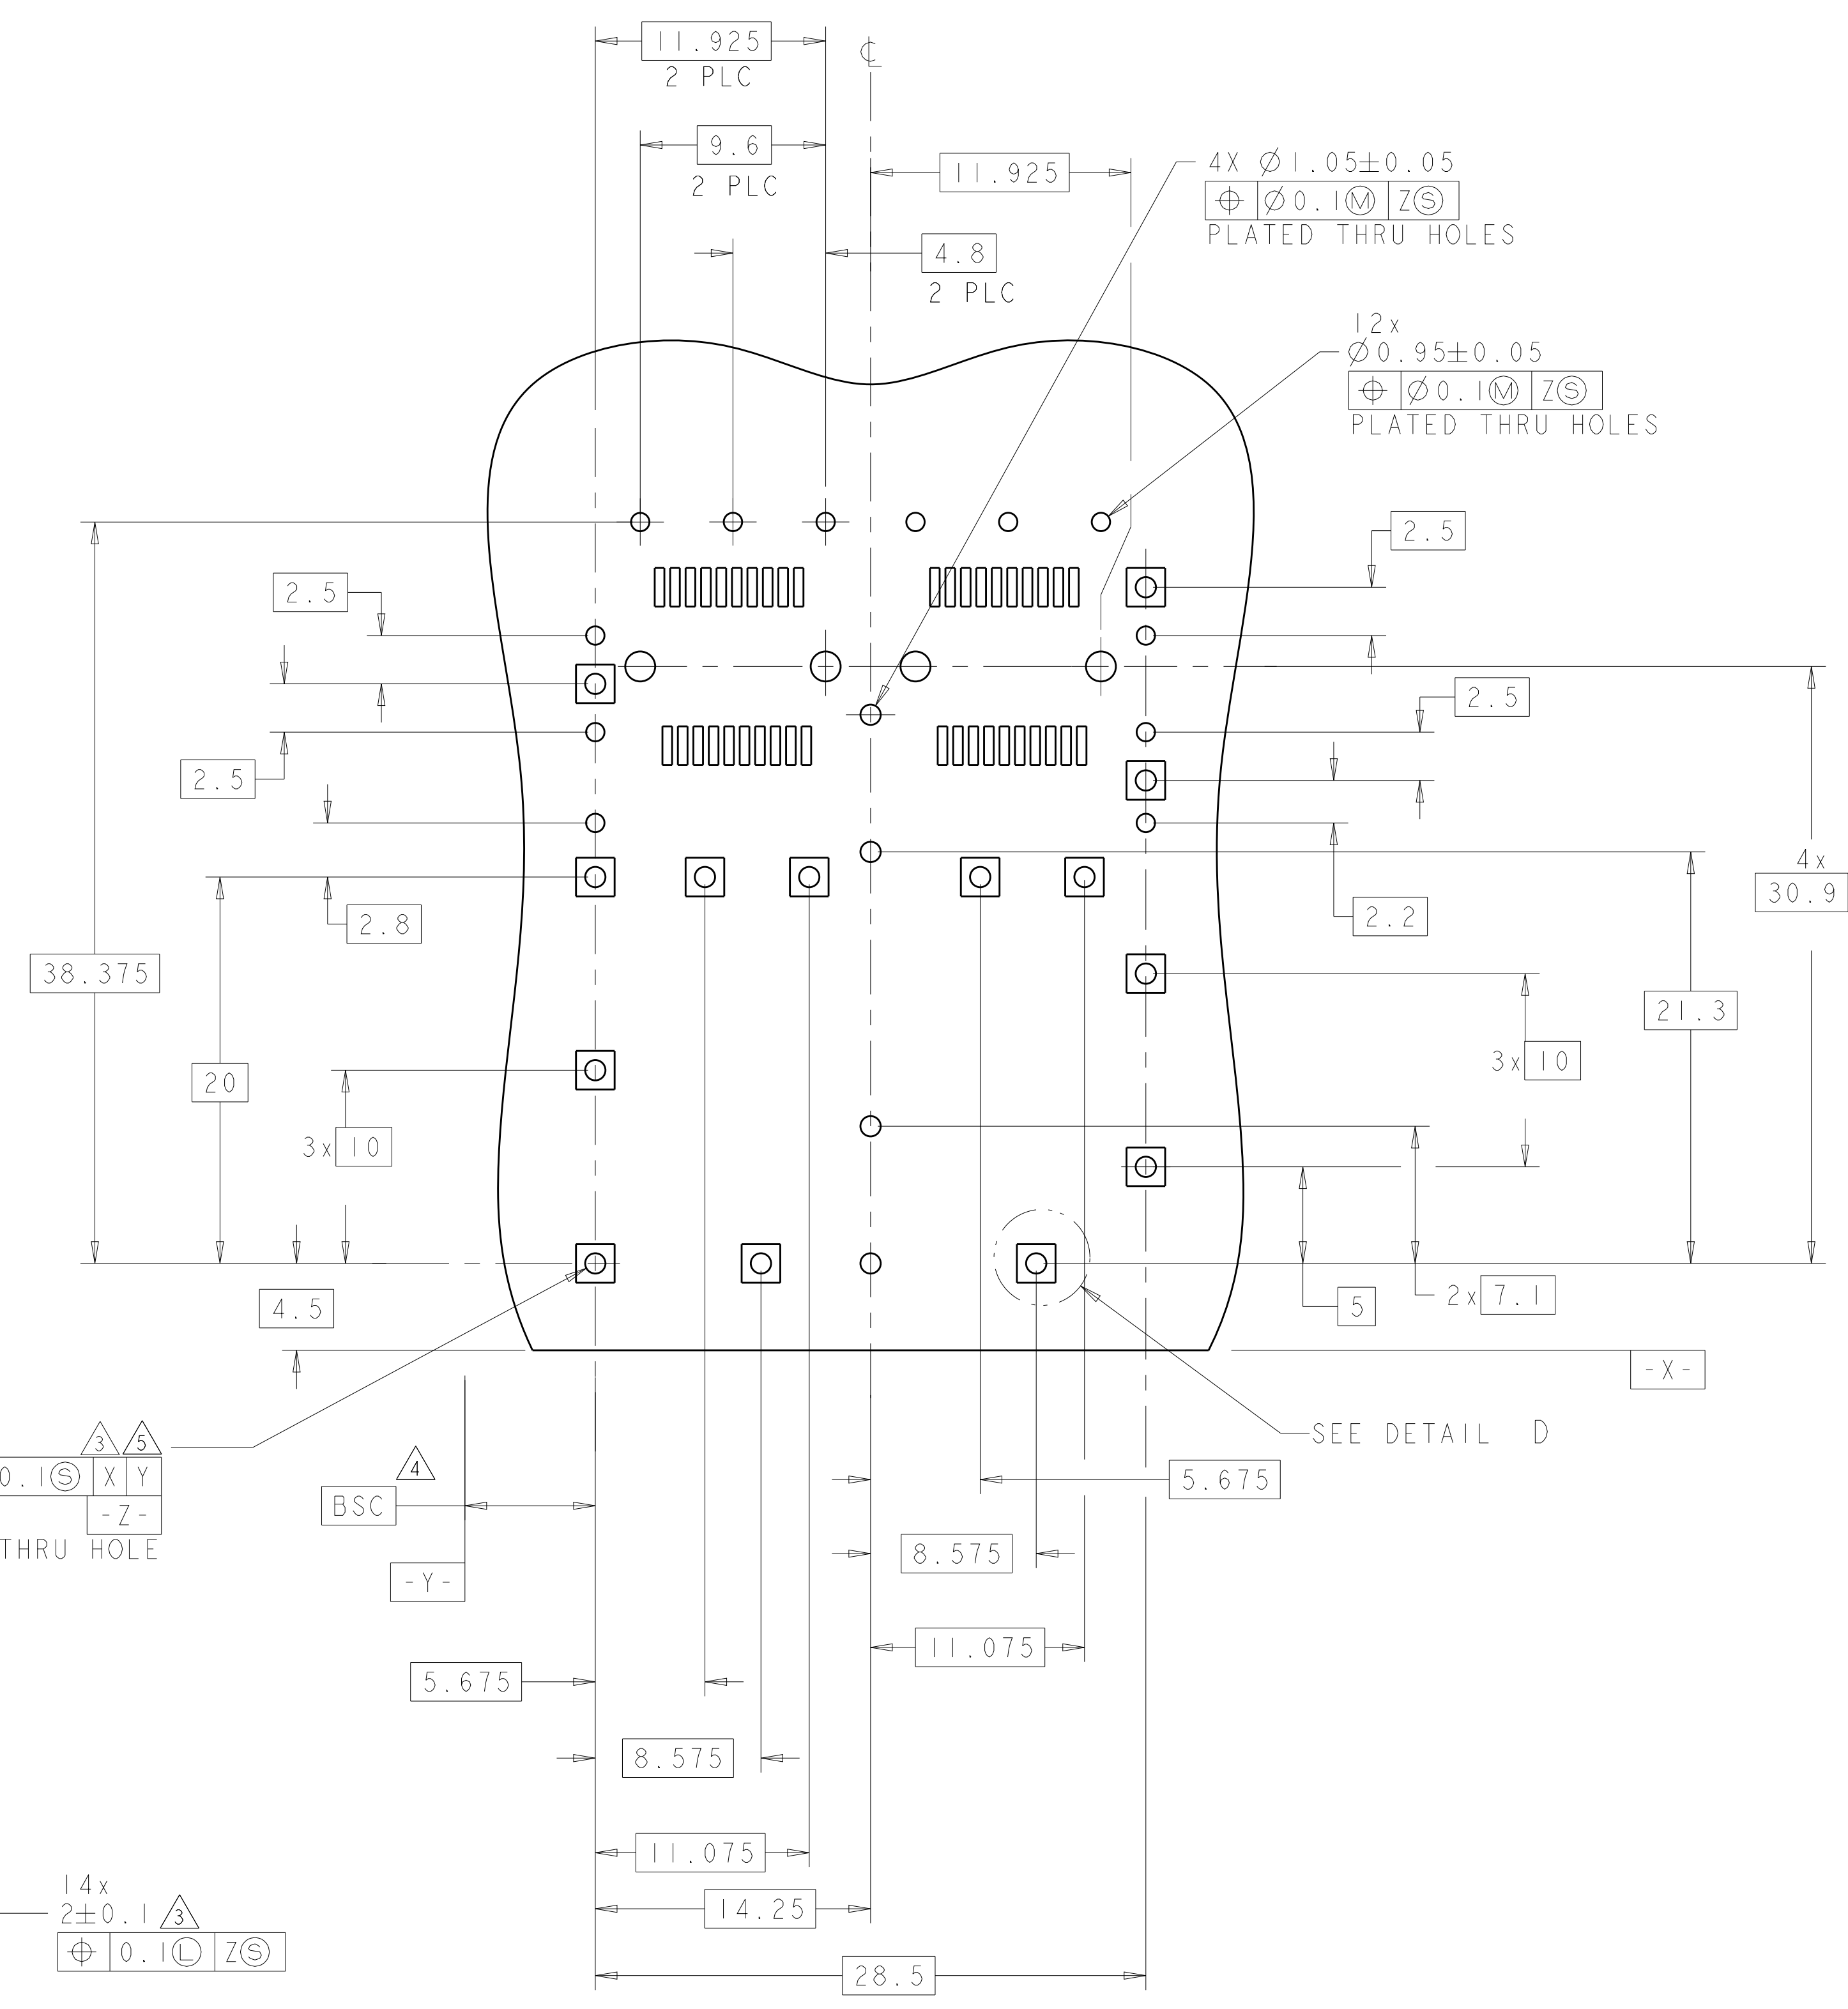 11.925
2 PLC
℄
9.6
2 PLC
11.925
4X Ø1.05±0.05
⌖ Ø0.1Ⓜ ZⓈ
PLATED THRU HOLES
4.8
2 PLC
12x
Ø0.95±0.05
⌖ Ø0.1Ⓜ ZⓈ
PLATED THRU HOLES
2.5
2.5
2.5
2.5
4x
30.9
2.8
2.2
38.375
21.3
20
3x 10
3x 10
4.5
5
2x 7.1
-X-
3 5
SEE DETAIL D
0.1Ⓢ X Y
4
5.675
BSC
-Z-
THRU HOLE
8.575
-Y-
11.075
5.675
8.575
11.075
14x
2±0.1 3
14.25
⌖ 0.1Ⓛ ZⓈ
28.5